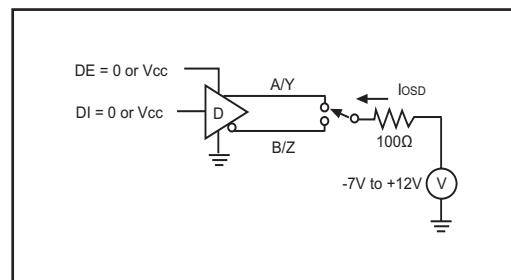 DE = 0 or Vcc
A/Y
IOSD
DI = 0 or Vcc
D
100Ω
B/Z
-7V to +12V
V